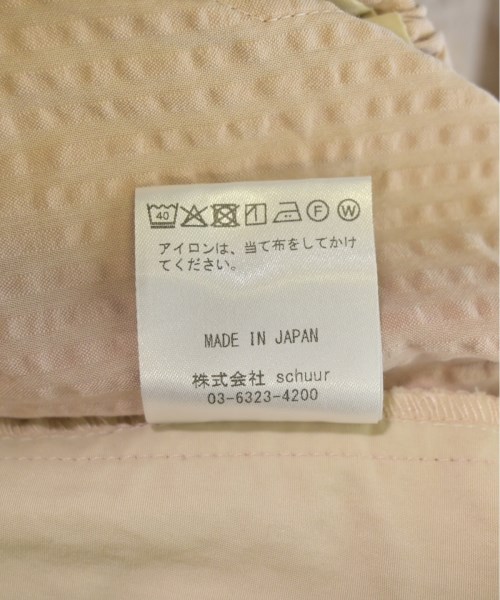 40 F W
アイロンは、当て布をしてかけ
てください。
MADE IN JAPAN
株式会社 schuur
03-6323-4200